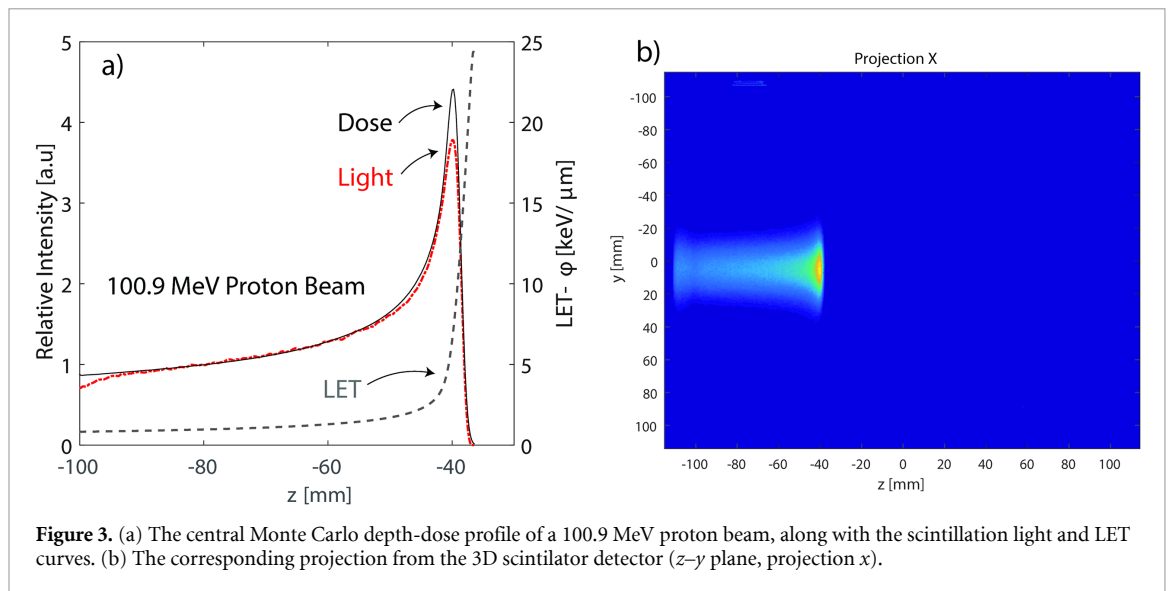 a)
5
4
3
2
1
0
Relative Intensity [a.u]
25
20
15
10
5
0
LET- φ [keV/ μm]
Dose
Light
100.9 MeV Proton Beam
LET
-100 -80 -60 -40
z [mm]
b)
Projection X
-100
-80
-60
-40
-20
0
20
40
60
80
100
y [mm]
-100 -80 -60 -40 -20 0 20 40 60 80 100
z [mm]
Figure 3. (a) The central Monte Carlo depth-dose profile of a 100.9 MeV proton beam, along with the scintillation light and LET
curves. (b) The corresponding projection from the 3D scintilator detector (z–y plane, projection x).